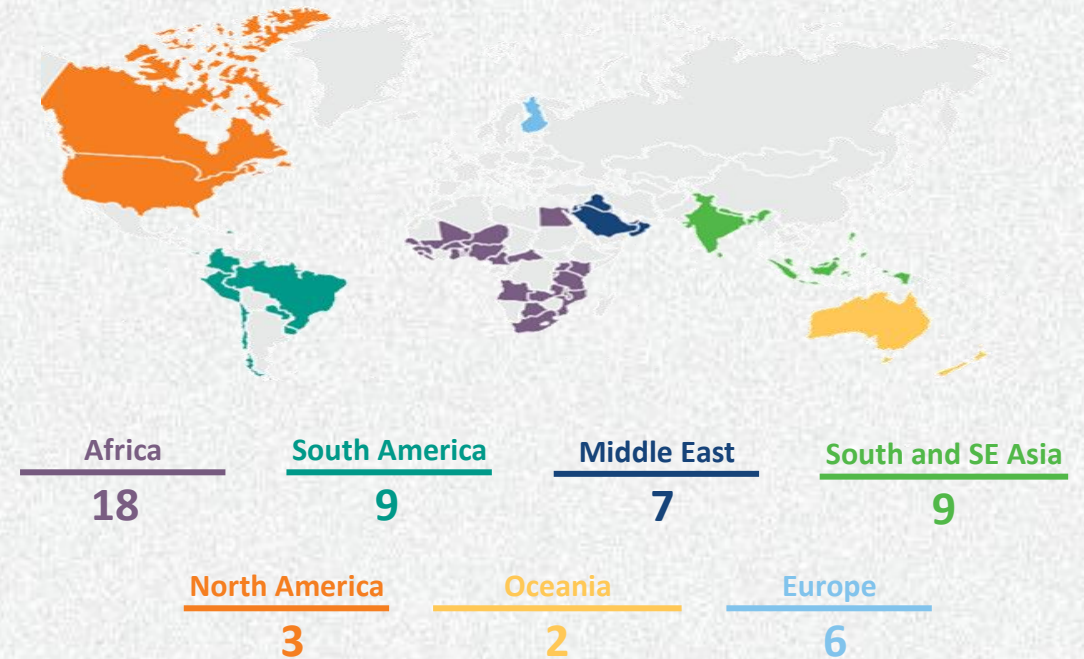 Africa
18
South America
9
Middle East
7
South and SE Asia
9
North America
3
Oceania
2
Europe
6